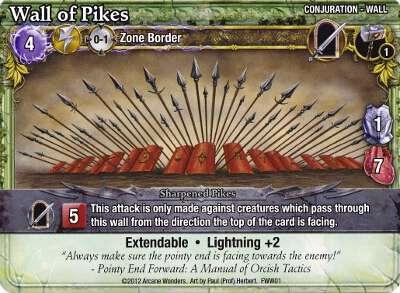 Wall of Pikes
CONJURATION - WALL
4
0-1
Zone Border
1
1
7
Sharpened Pikes
5
This attack is only made against creatures which pass through
this wall from the direction the top of the card is facing.
Extendable • Lightning +2
"Always make sure the pointy end is facing towards the enemy!"
- Pointy End Forward: A Manual of Orcish Tactics
©2012 Arcane Wonders. Art by Paul (Prof) Herbert. FWW01